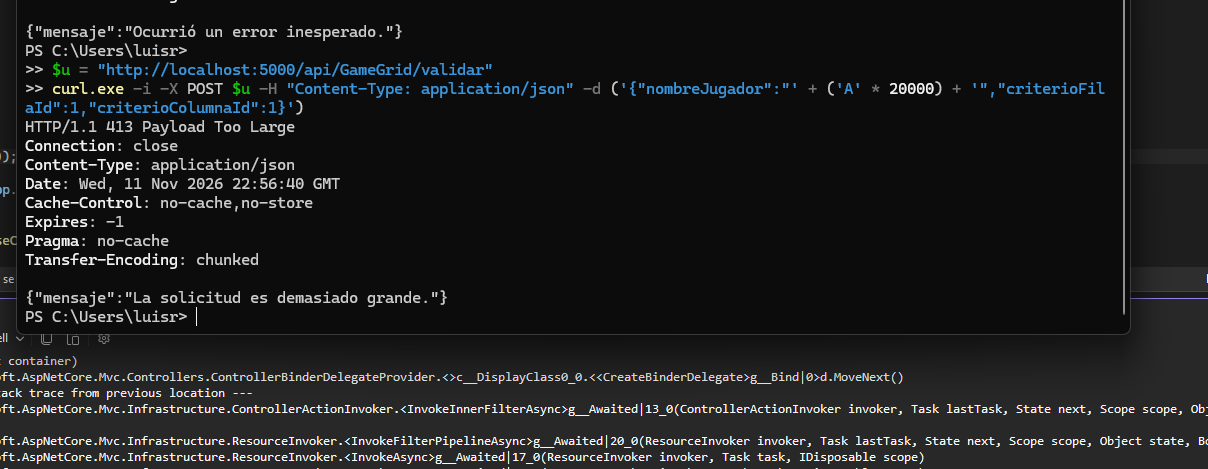 {"mensaje":"Ocurrió un error inesperado."}
PS C:\Users\luisr>
>> $u = "http://localhost:5000/api/GameGrid/validar"
>> curl.exe -i -X POST $u -H "Content-Type: application/json" -d ('{"nombreJugador":"' + ('A' * 20000) + '","criterioFil
aId":1,"criterioColumnaId":1}')
HTTP/1.1 413 Payload Too Large
Connection: close
Content-Type: application/json
Date: Wed, 11 Nov 2026 22:56:40 GMT
Cache-Control: no-cache,no-store
Expires: -1
Pragma: no-cache
Transfer-Encoding: chunked
{"mensaje":"La solicitud es demasiado grande."}
PS C:\Users\luisr>
);
op.
seC
se
ell
: container)
oft.AspNetCore.Mvc.Controllers.ControllerBinderDelegateProvider.<>c__DisplayClass0_0.<<CreateBinderDelegate>g__Bind|0>d.MoveNext()
tack trace from previous location ---
oft.AspNetCore.Mvc.Infrastructure.ControllerActionInvoker.<InvokeInnerFilterAsync>g__Awaited|13_0(ControllerActionInvoker invoker, Task lastTask, State next, Scope scope, Obj
oft.AspNetCore.Mvc.Infrastructure.ResourceInvoker.<InvokeFilterPipelineAsync>g__Awaited|20_0(ResourceInvoker invoker, Task lastTask, State next, Scope scope, Object state, Bo
oft.AspNetCore.Mvc.Infrastructure.ResourceInvoker.<InvokeAsync>g__Awaited|17_0(ResourceInvoker invoker, Task task, IDisposable scope)